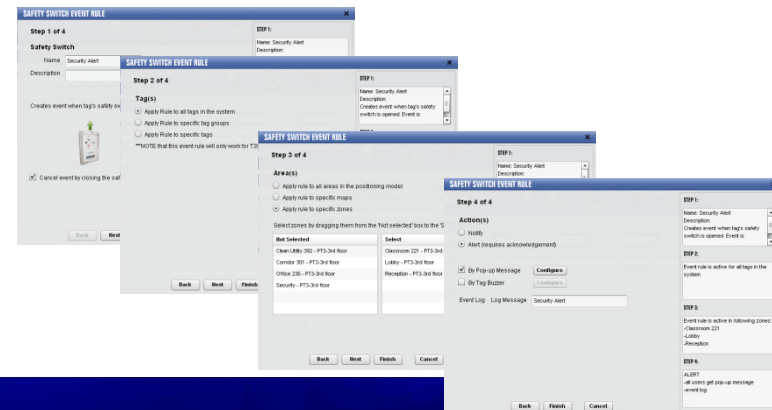 SAFETY SWITCH EVENT RULE
Step 1 of 4
Safety Switch
Name Security Alert
Description
Creates event when tag's safety sw
Cancel event by closing the saf
Back Next
STEP 1:
Name: Security Alert
Description:
SAFETY SWITCH EVENT RULE
Step 2 of 4
Tag(s)
Apply Rule to all tags in the system
Apply Rule to specific tag groups
Apply Rule to specific tags
**NOTE that this event rule will only work for T30
Back Next Finish
STEP 1:
Name: Security Alert
Description:
Creates event when tag's safety
switch is opened. Event is
SAFETY SWITCH EVENT RULE
Step 3 of 4
Area(s)
Apply rule to all areas in the positioning model
Apply rule to specific maps
Apply rule to specific zones
Select zones by dragging them from the 'Not selected' box to the 'S
Not Selected
Clean Utility 302 - PT3-3rd floor
Corridor 301 - PT3-3rd floor
Office 236 - PT3-3rd floor
Security - PT3-3rd floor
Select
Classroom 221 - PT3-3rd
Lobby - PT3-3rd floor
Reception - PT3-3rd floor
Back Next Finish Cancel
STEP 1:
Name: Security Alert
Description:
SAFETY SWITCH EVENT RULE
Step 4 of 4
Action(s)
Notify
Alert (requires acknowledgement)
By Pop-up Message Configure
By Tag Buzzer Configure
Event Log Log Message Security Alert
Back Finish Cancel
STEP 1:
Name: Security Alert
Description:
Creates event when tag's safety
switch is opened. Event is
STEP 2:
Event rule is active for all tags in the
system
STEP 3:
Event rule is active in following zones:
-Classroom 221
-Lobby
-Reception
STEP 4:
ALERT
-all users get pop-up message
-event log